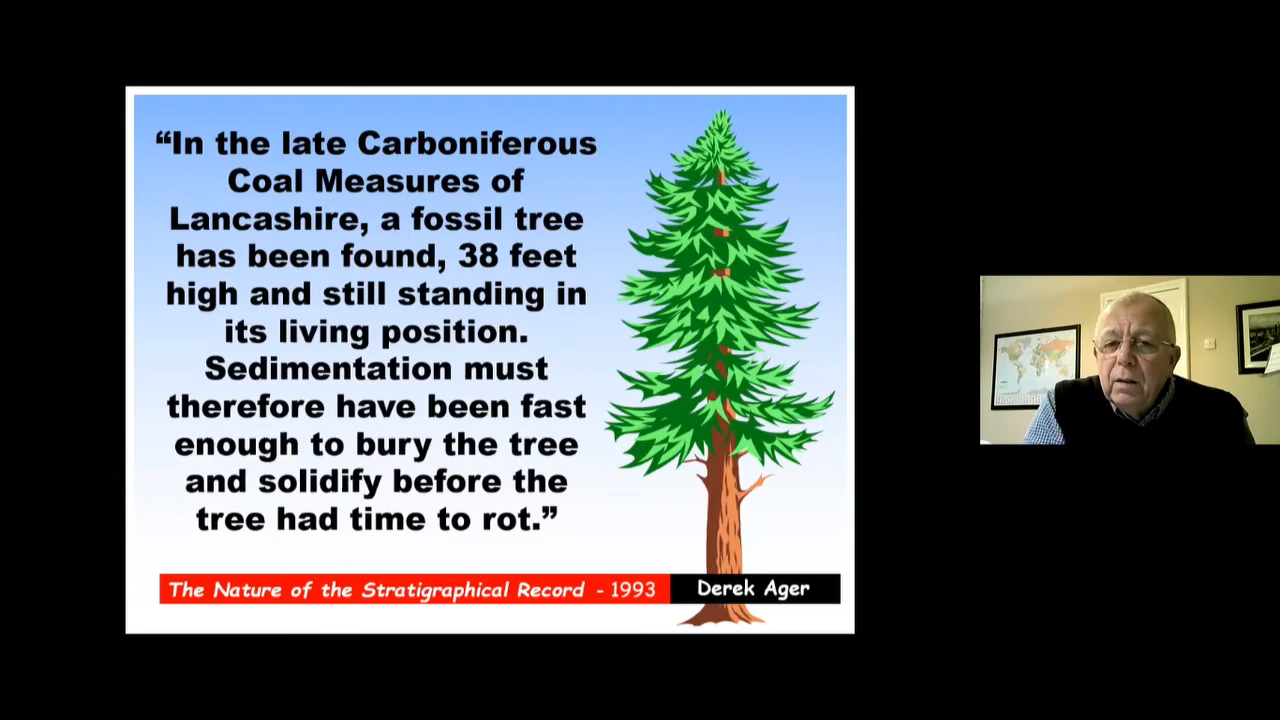 “In the late Carboniferous
Coal Measures of
Lancashire, a fossil tree
has been found, 38 feet
high and still standing in
its living position.
Sedimentation must
therefore have been fast
enough to bury the tree
and solidify before the
tree had time to rot.”
The Nature of the Stratigraphical Record - 1993
Derek Ager